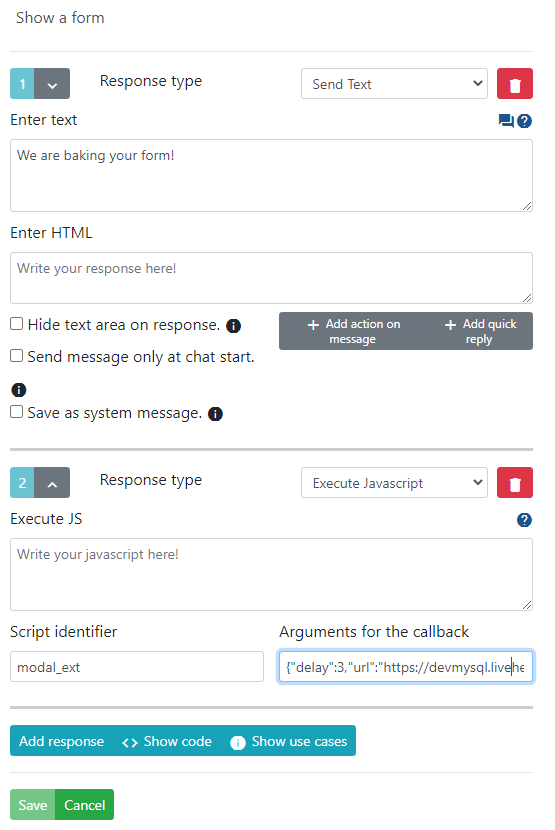 Show a form
1
Response type
Send Text
Enter text
We are baking your form!
Enter HTML
Write your response here!
Hide text area on response.
Add action on message
Add quick reply
Send message only at chat start.
Save as system message.
2
Response type
Execute Javascript
Execute JS
Write your javascript here!
Script identifier
Arguments for the callback
modal_ext
{"delay":3,"url":"https://devmysql.livehe
Add response
<> Show code
Show use cases
Save
Cancel